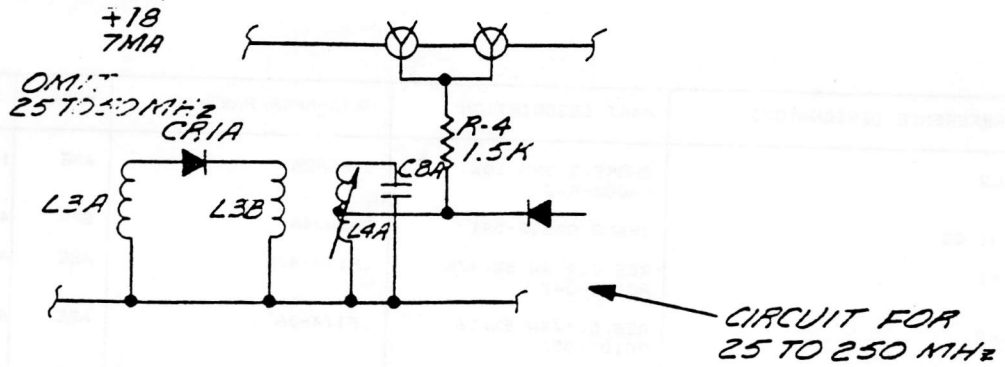 +18
7MA
OMIT
25 TO 50 MHz
CR1A
R-4
1.5K
C8A
L3A
L3B
L4A
CIRCUIT FOR
25 TO 250 MHz